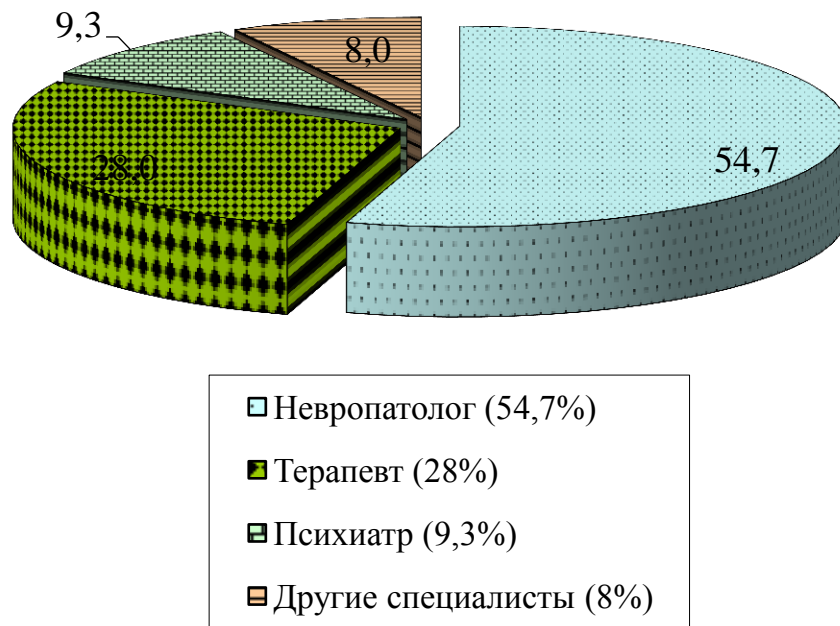 9,3
8,0
54,7
28,0
Невропатолог (54,7%)
Терапевт (28%)
Психиатр (9,3%)
Другие специалисты (8%)